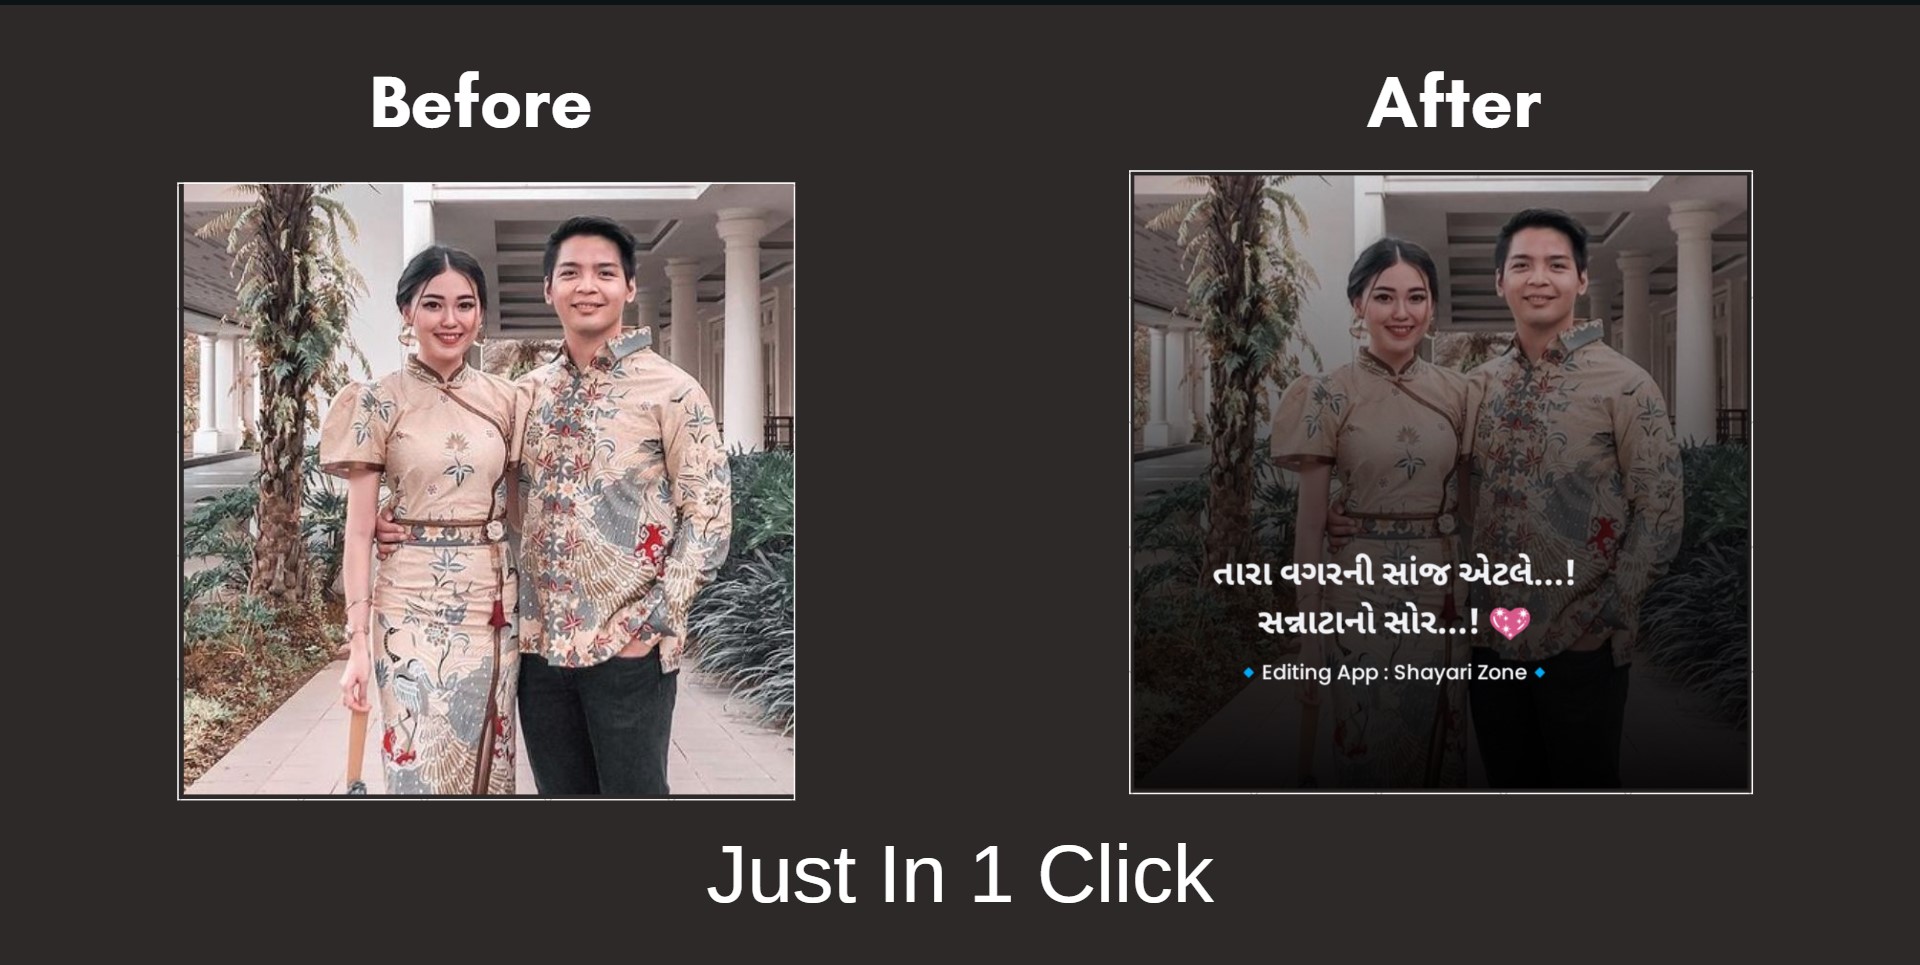 Before
After
તારા વગરની સાંજ એટલે...!
સન્નાટાનો સોર...! 💖
🔹 Editing App : Shayari Zone 🔹
Just In 1 Click